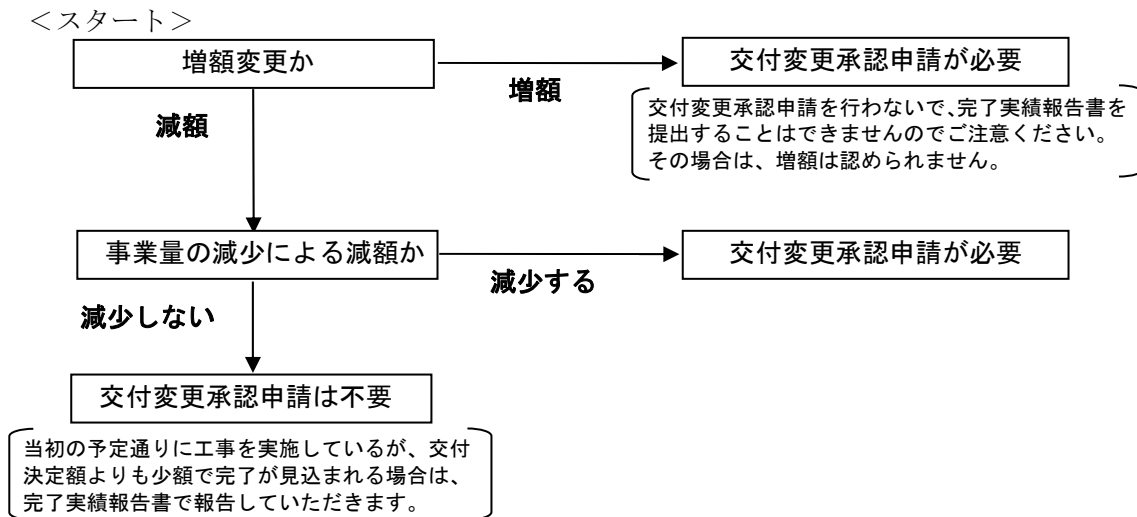 ＜スタート＞
増額変更か
増額
交付変更承認申請が必要
交付変更承認申請を行わないで、完了実績報告書を
提出することはできませんのでご注意ください。
その場合は、増額は認められません。
減額
事業量の減少による減額か
減少する
交付変更承認申請が必要
減少しない
交付変更承認申請は不要
当初の予定通りに工事を実施しているが、交付
決定額よりも少額で完了が見込まれる場合は、
完了実績報告書で報告していただきます。